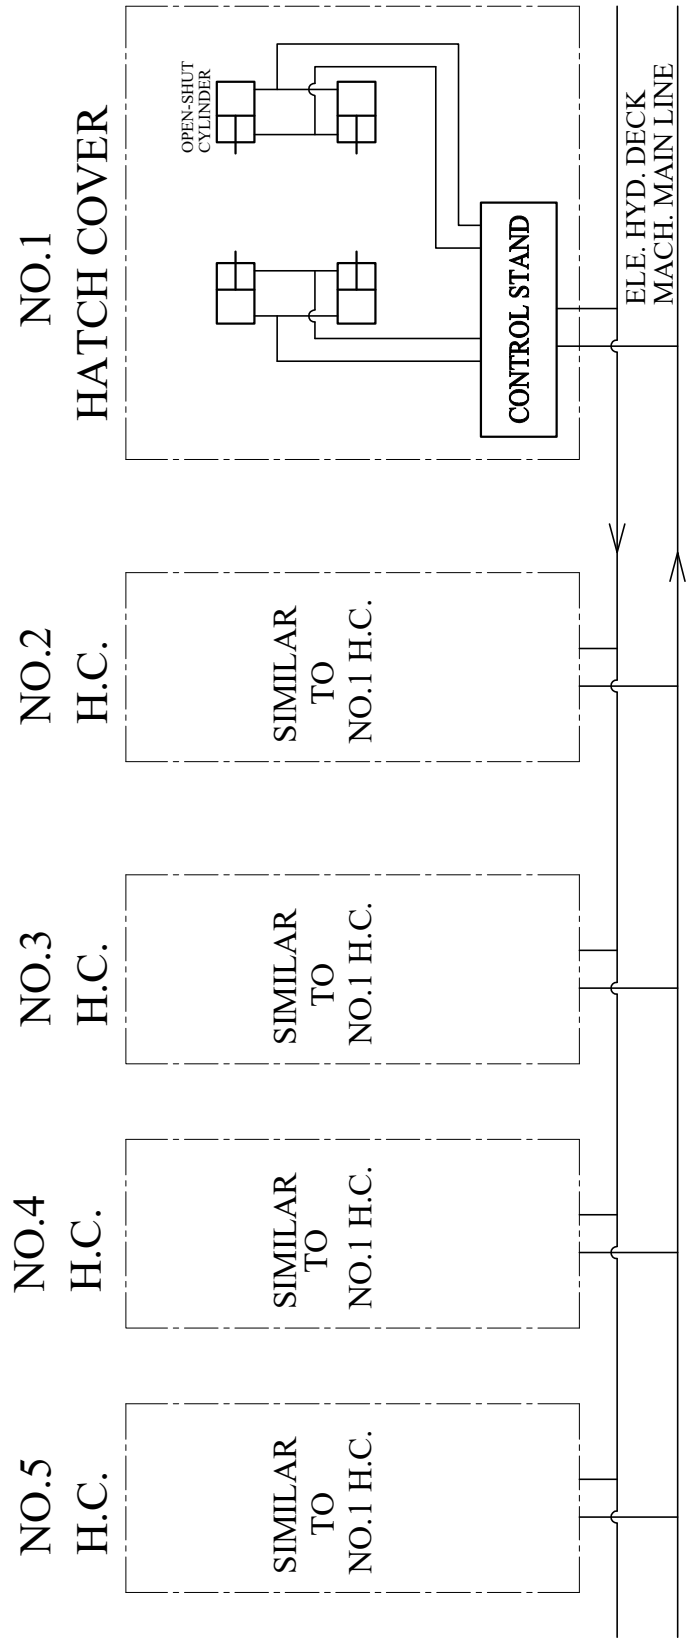 NO.5
H.C.
SIMILAR
TO
NO.1 H.C.
NO.4
H.C.
SIMILAR
TO
NO.1 H.C.
NO.3
H.C.
SIMILAR
TO
NO.1 H.C.
NO.2
H.C.
SIMILAR
TO
NO.1 H.C.
NO.1
HATCH COVER
OPEN-SHUT
CYLINDER
CONTROL STAND
ELE. HYD. DECK
MACH. MAIN LINE